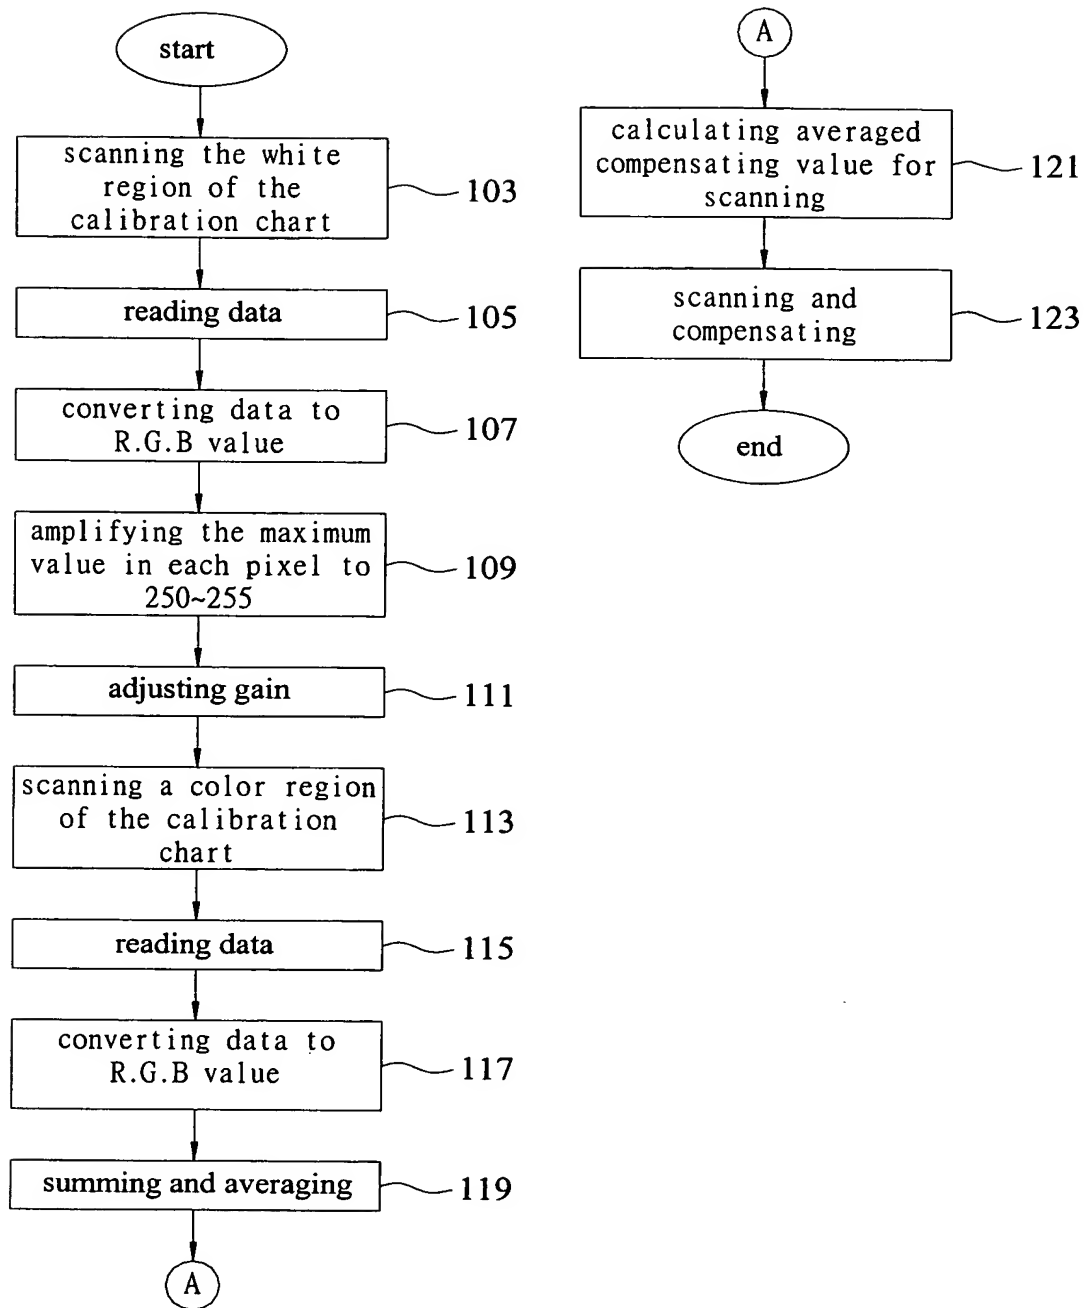 start
scanning the white
region of the
calibration chart
103
reading data
105
converting data to
R.G.B value
107
amplifying the maximum
value in each pixel to
250~255
109
adjusting gain
111
scanning a color region
of the calibration
chart
113
reading data
115
converting data to
R.G.B value
117
summing and averaging
119
A
A
calculating averaged
compensating value for
scanning
121
scanning and
compensating
123
end